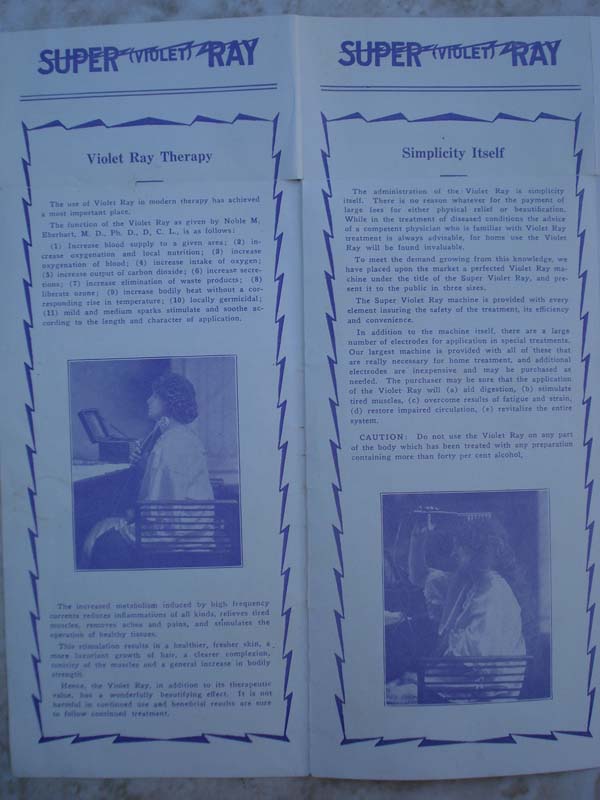 SUPER (VIOLET) RAY
Violet Ray Therapy
The use of Violet Ray in modern therapy has achieved
a most important place.
The function of the Violet Ray as given by Noble M,
Eberhart, M. D., Ph. D., D, C. L., is as follows:
(1) Increase blood supply to a given area; (2) in-
crease oxygenation and local nutrition; (3) increase
oxygenation of blood; (4) increase intake of oxygen;
(5) increase output of carbon dioxide; (6) increase secre-
tions; (7) increase elimination of waste products; (8)
liberate ozone; (9) increase bodily heat without a cor-
responding rise in temperature; (10) locally germicidal;
(11) mild and medium sparks stimulate and soothe ac-
cording to the length and character of application.
The increased metabolism induced by high frequency
currents reduces inflammations of all kinds, relieves tired
muscles, removes aches and pains, and stimulates the
operation of healthy tissues.
This stimulation results in a healthier, fresher skin, a
more luxuriant growth of hair, a clearer complexion,
tonicity of the muscles and a general increase in bodily
strength.
Hence, the Violet Ray, in addition to its therapeutic
value, has a wonderfully beautifying effect. It is not
harmful in continued use and beneficial results are sure
to follow continued treatment.
SUPER (VIOLET) RAY
Simplicity Itself
The administration of the Violet Ray is simplicity
itself. There is no reason whatever for the payment of
large fees for either physical relief or beautification.
While in the treatment of diseased conditions the advice
of a competent physician who is familiar with Violet Ray
treatment is always advisable, for home use the Violet
Ray will be found invaluable.
To meet the demand growing from this knowledge, we
have placed upon the market a perfected Violet Ray ma-
chine under the title of the Super Violet Ray, and pre-
sent it to the public in three sizes.
The Super Violet Ray machine is provided with every
element insuring the safety of the treatment, its efficiency
and convenience.
In addition to the machine itself, there are a large
number of electrodes for application in special treatments.
Our largest machine is provided with all of these that
are really necessary for home treatment, and additional
electrodes are inexpensive and may be purchased as
needed. The purchaser may be sure that the application
of the Violet Ray will (a) aid digestion, (b) stimulate
tired muscles, (c) overcome results of fatigue and strain,
(d) restore impaired circulation, (e) revitalize the entire
system.
CAUTION: Do not use the Violet Ray on any part
of the body which has been treated with any preparation
containing more than forty per cent alcohol,